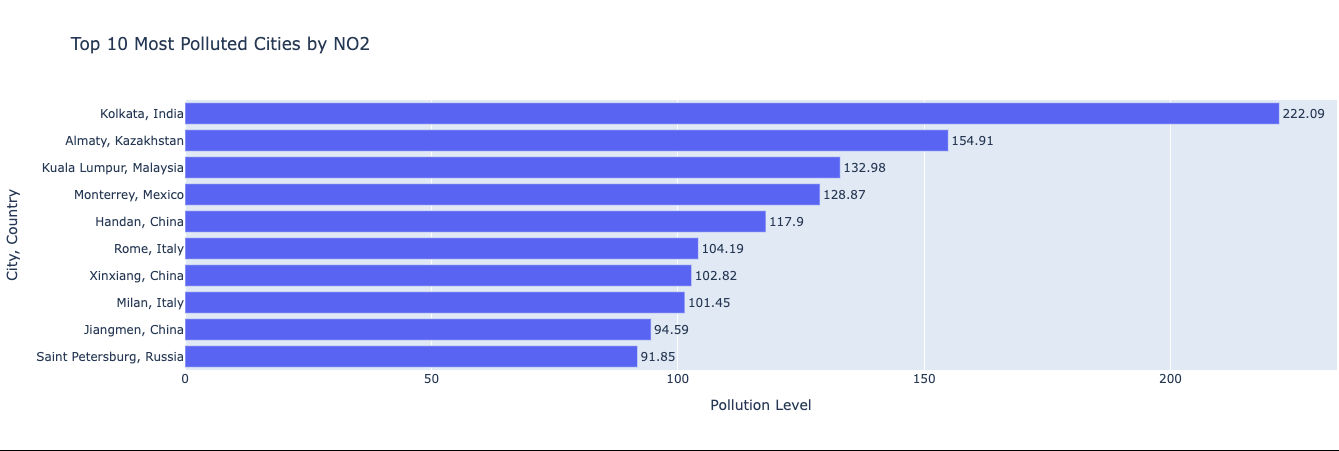 Top 10 Most Polluted Cities by NO2
City, Country
Kolkata, India 222.09
Almaty, Kazakhstan 154.91
Kuala Lumpur, Malaysia 132.98
Monterrey, Mexico 128.87
Handan, China 117.9
Rome, Italy 104.19
Xinxiang, China 102.82
Milan, Italy 101.45
Jiangmen, China 94.59
Saint Petersburg, Russia 91.85
0 50 100 150 200
Pollution Level